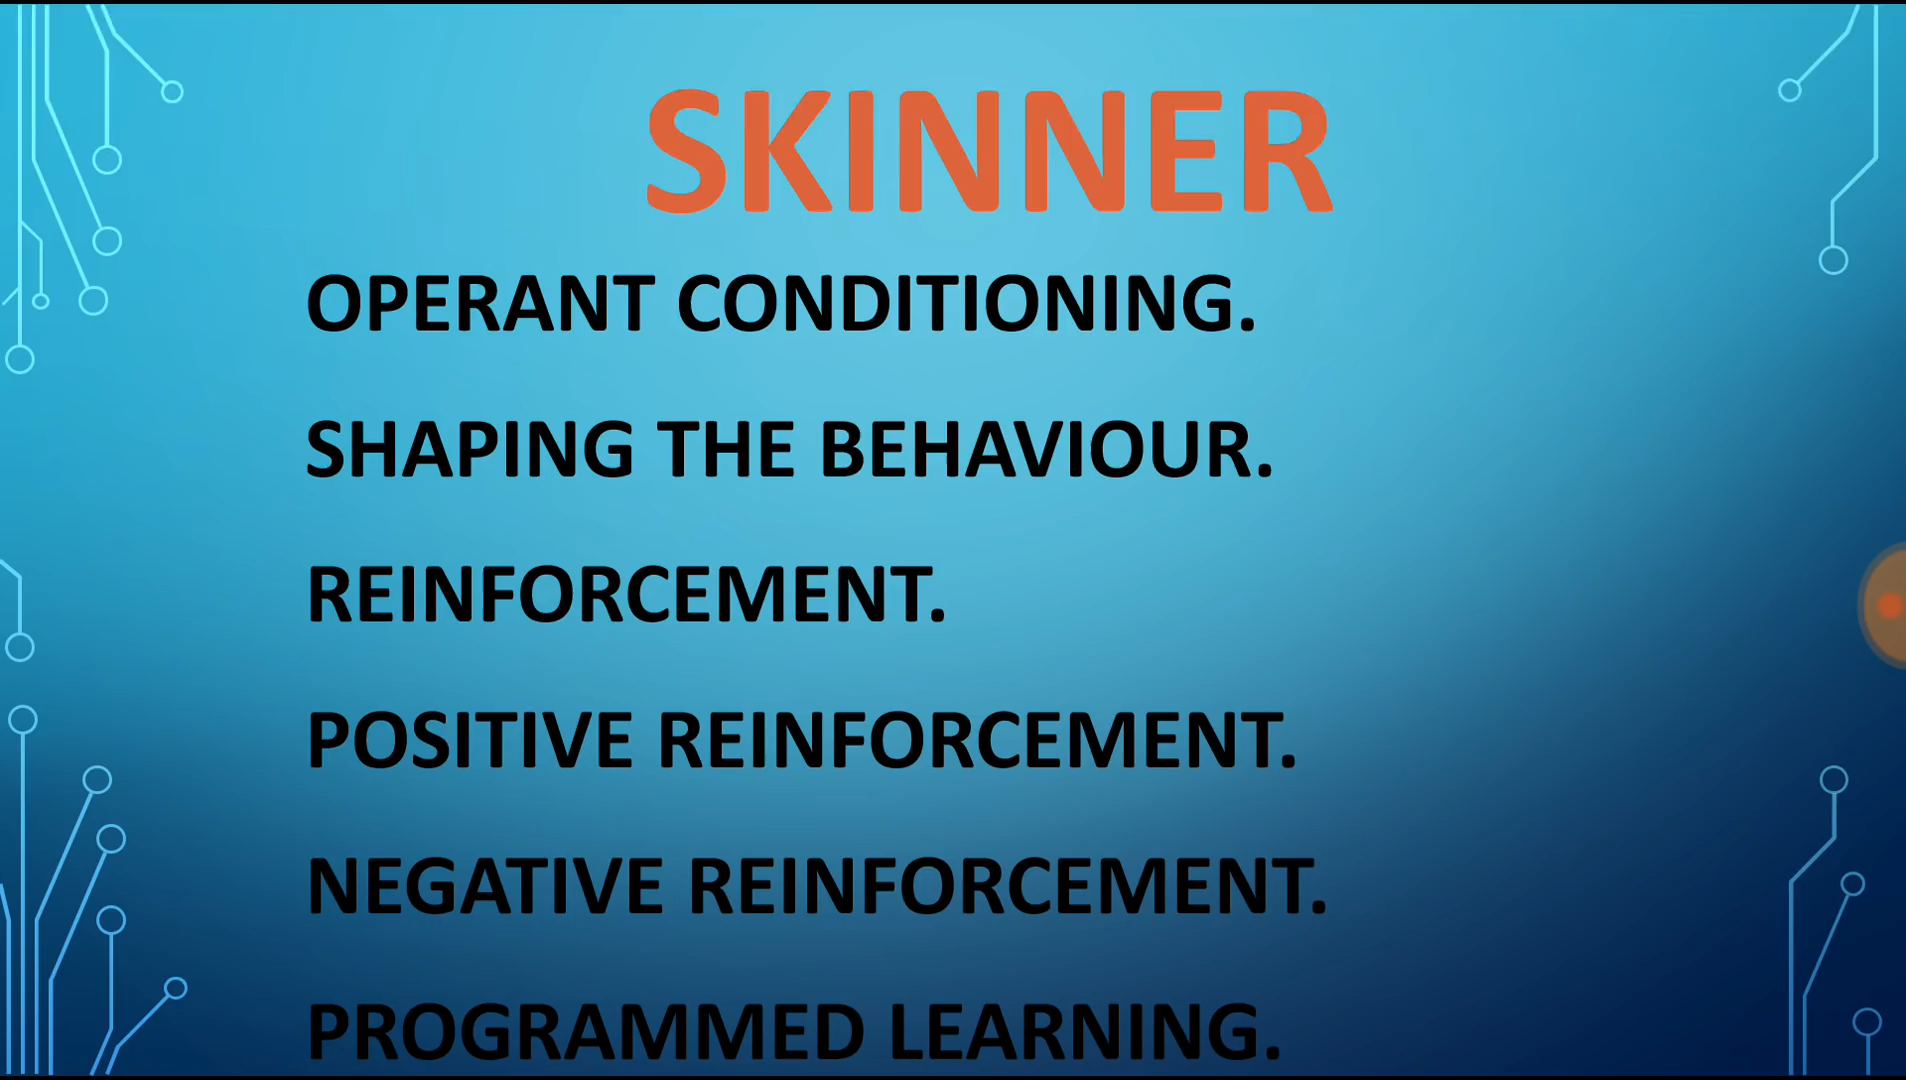 SKINNER
OPERANT CONDITIONING.
SHAPING THE BEHAVIOUR.
REINFORCEMENT.
POSITIVE REINFORCEMENT.
NEGATIVE REINFORCEMENT.
PROGRAMMED LEARNING.